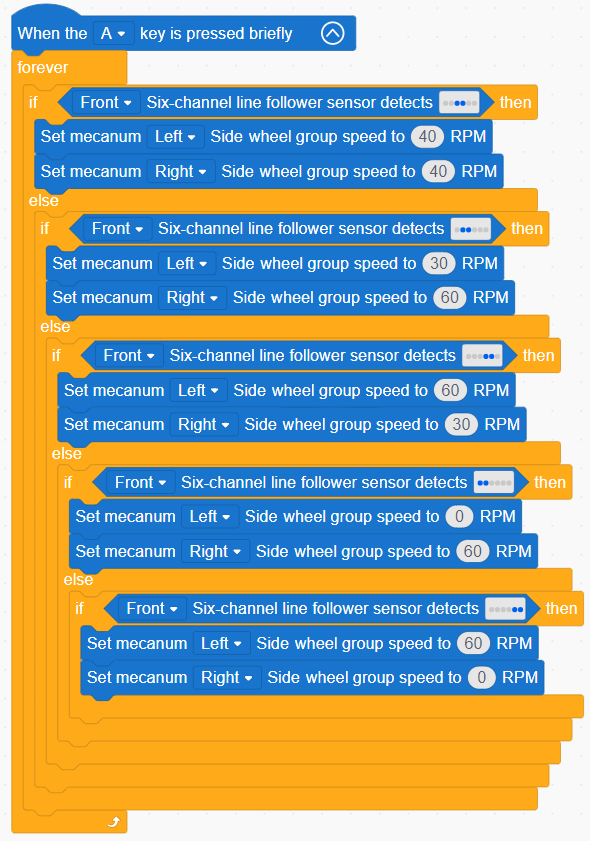 When the A key is pressed briefly
forever
if Front Six-channel line follower sensor detects then
Set mecanum Left Side wheel group speed to 40 RPM
Set mecanum Right Side wheel group speed to 40 RPM
else
if Front Six-channel line follower sensor detects then
Set mecanum Left Side wheel group speed to 30 RPM
Set mecanum Right Side wheel group speed to 60 RPM
else
if Front Six-channel line follower sensor detects then
Set mecanum Left Side wheel group speed to 60 RPM
Set mecanum Right Side wheel group speed to 30 RPM
else
if Front Six-channel line follower sensor detects then
Set mecanum Left Side wheel group speed to 0 RPM
Set mecanum Right Side wheel group speed to 60 RPM
else
if Front Six-channel line follower sensor detects then
Set mecanum Left Side wheel group speed to 60 RPM
Set mecanum Right Side wheel group speed to 0 RPM